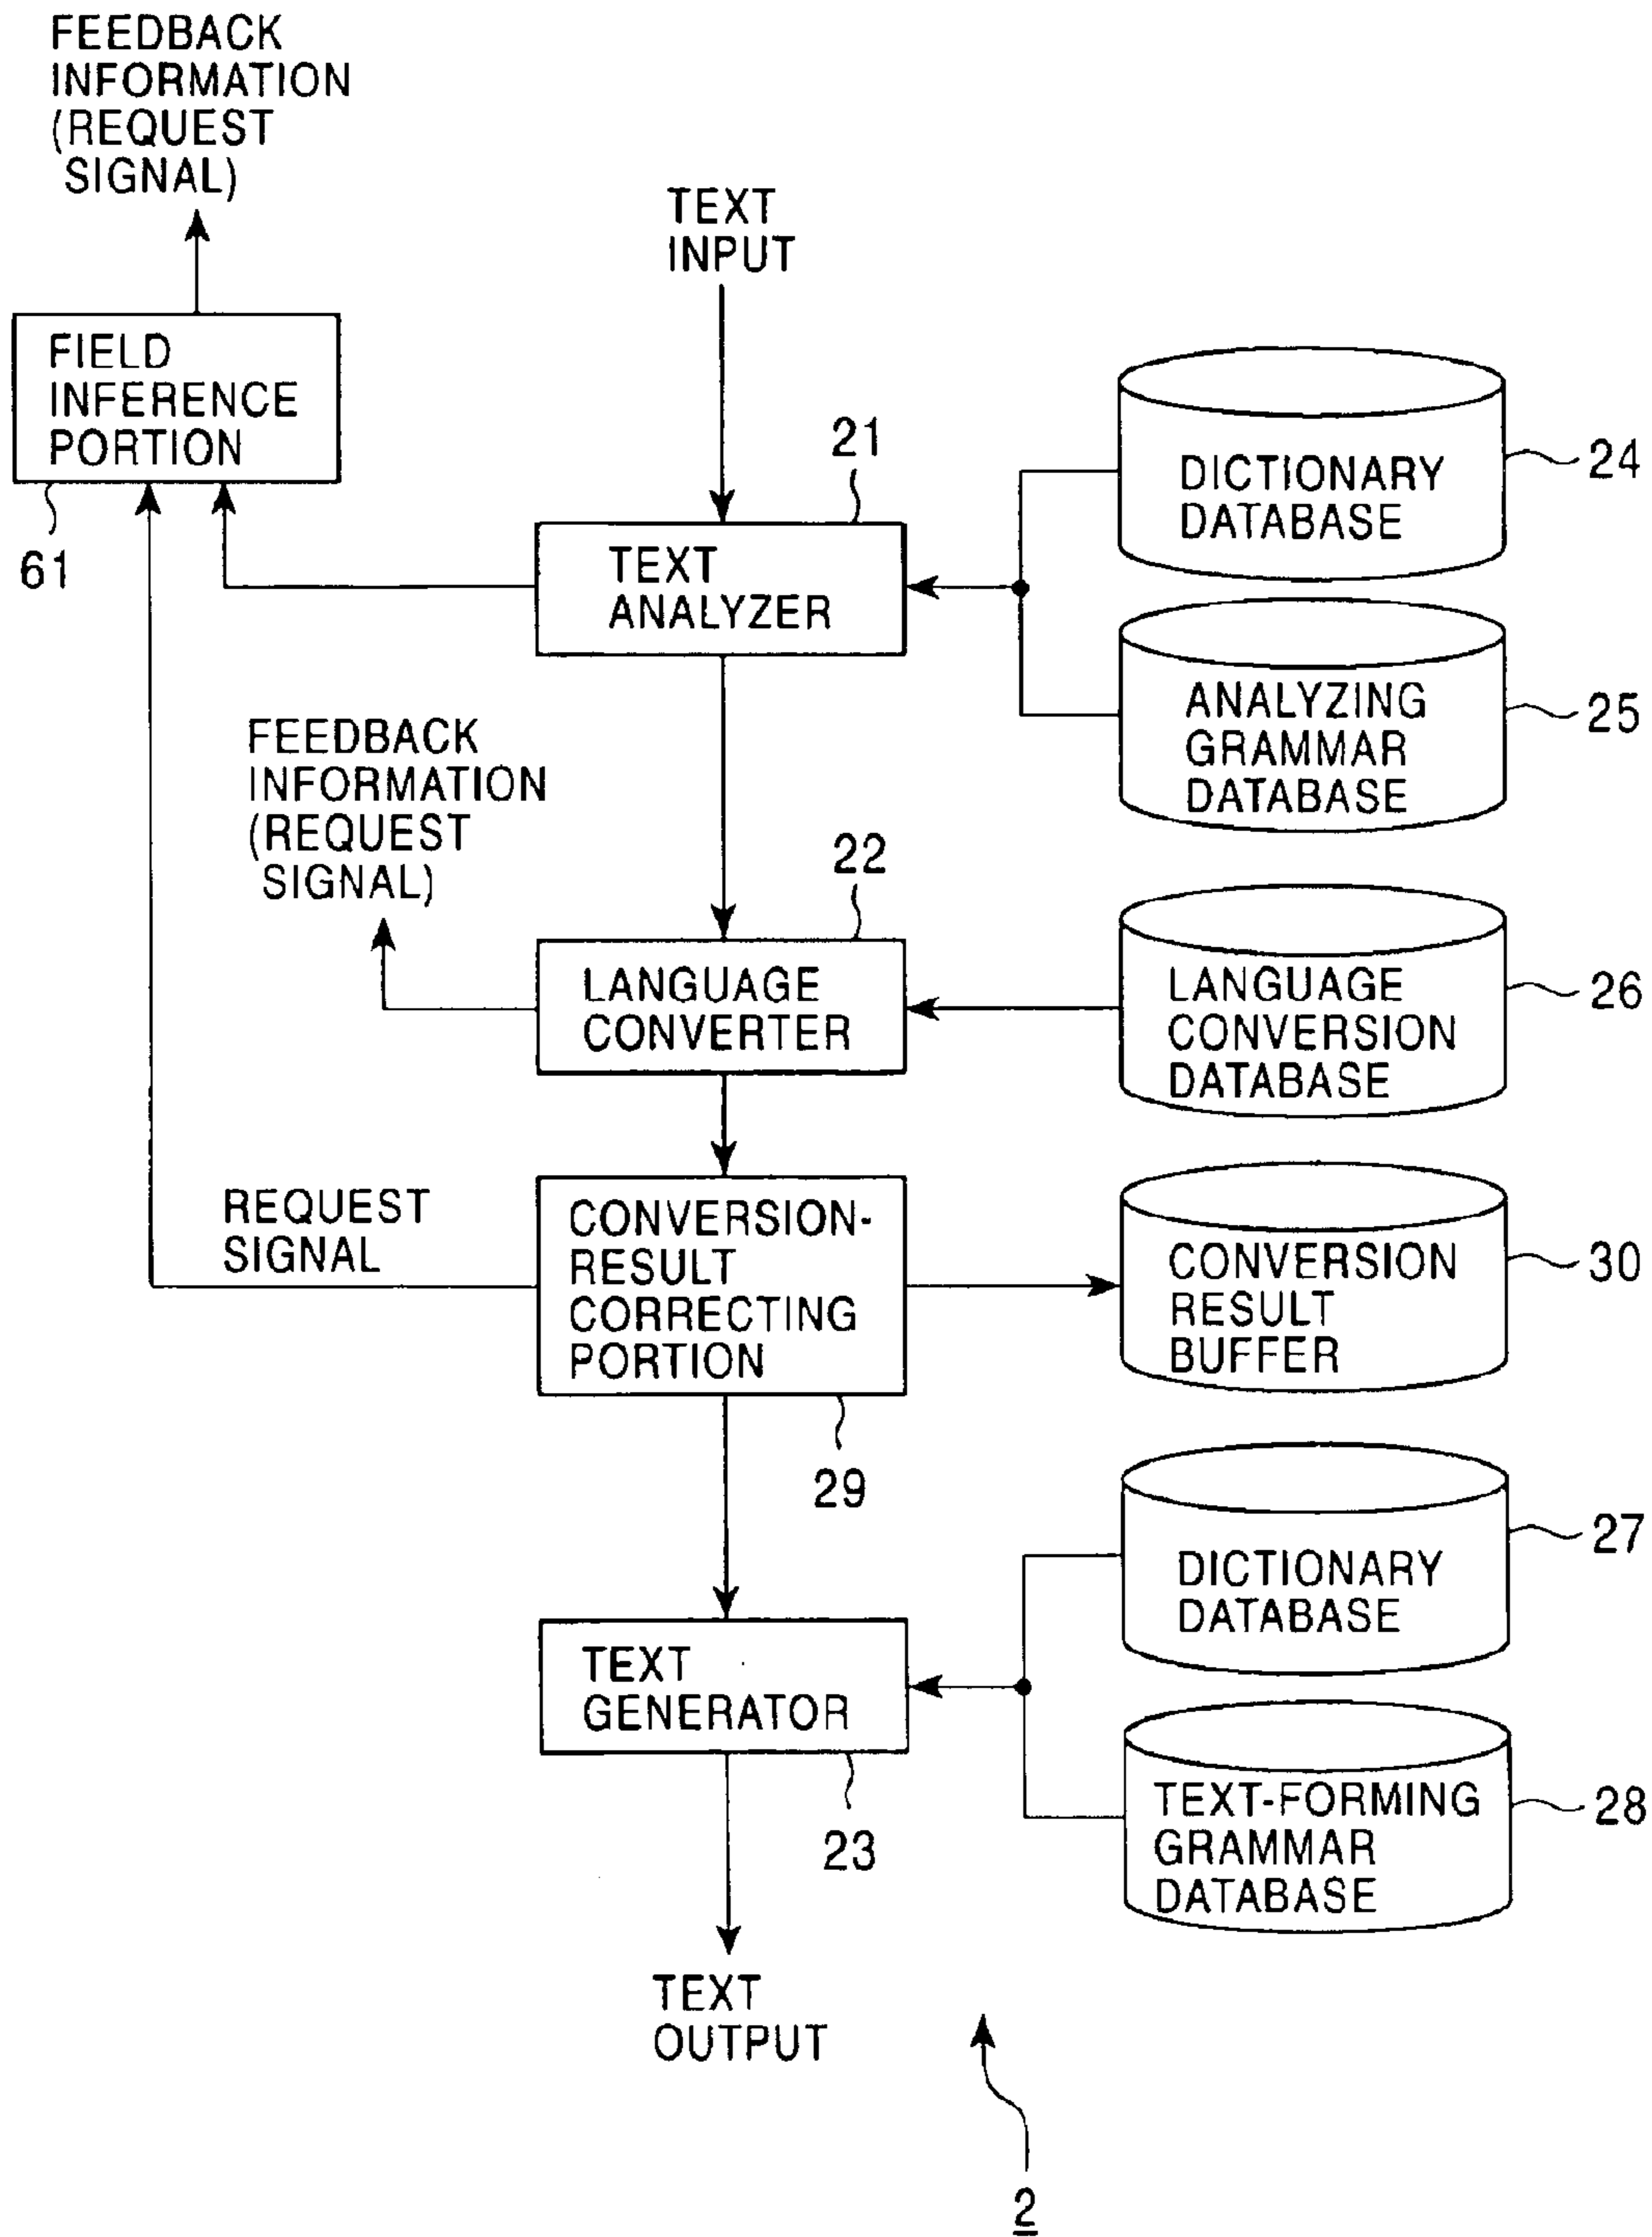 FEEDBACK
INFORMATION
(REQUEST
SIGNAL)
TEXT
INPUT
FIELD
INFERENCE
PORTION
61
21
TEXT
ANALYZER
DICTIONARY
DATABASE
24
ANALYZING
GRAMMAR
DATABASE
25
FEEDBACK
INFORMATION
(REQUEST
SIGNAL)
22
LANGUAGE
CONVERTER
LANGUAGE
CONVERSION
DATABASE
26
REQUEST
SIGNAL
CONVERSION-
RESULT
CORRECTING
PORTION
29
CONVERSION
RESULT
BUFFER
30
DICTIONARY
DATABASE
27
TEXT
GENERATOR
23
TEXT-FORMING
GRAMMAR
DATABASE
28
TEXT
OUTPUT
2